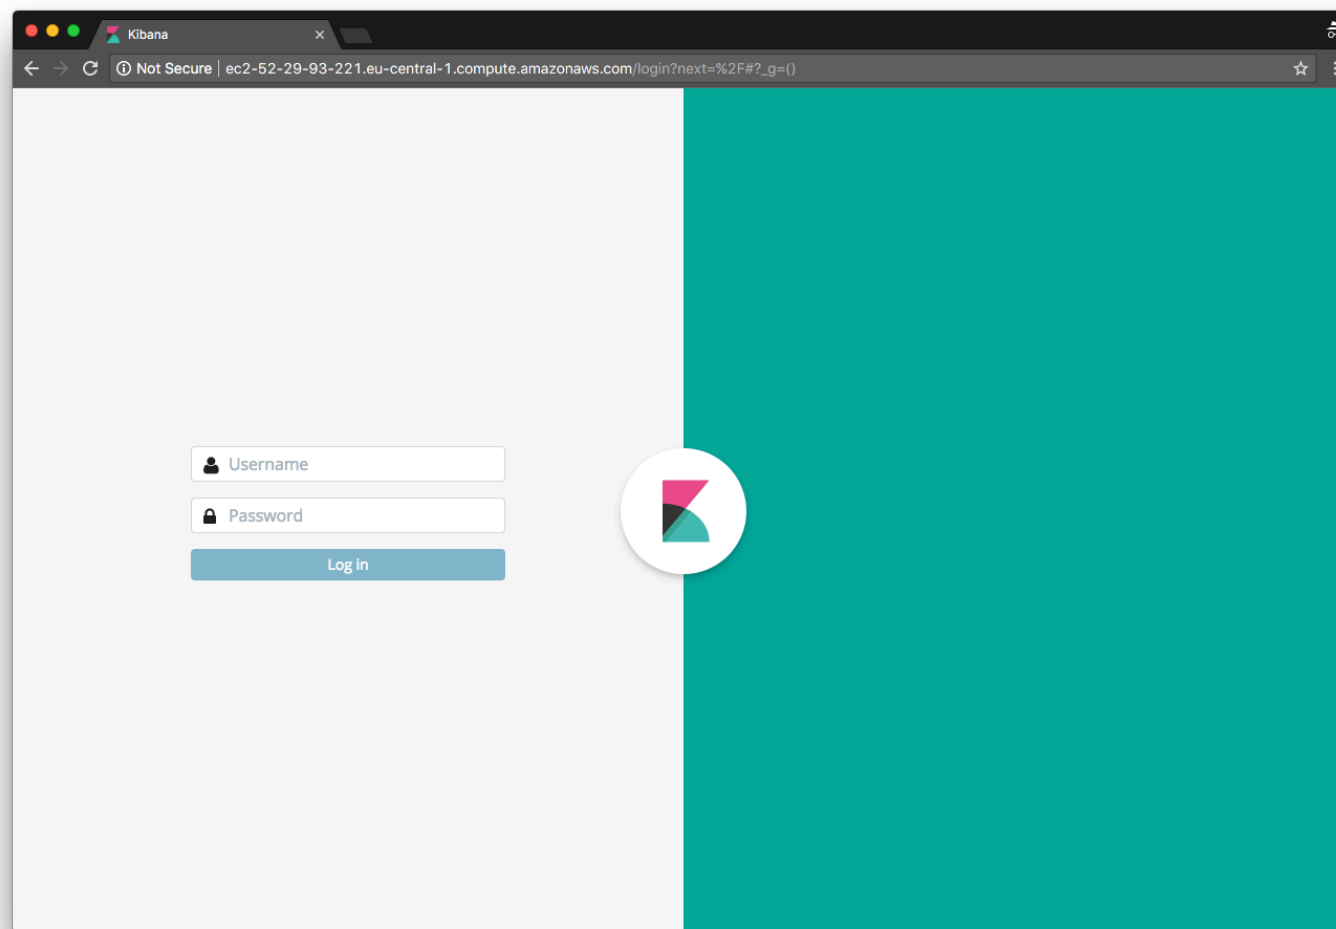 Kibana
Not Secure ec2-52-29-93-221.eu-central-1.compute.amazonaws.com/login?next=%2F#?_g=()
Username
Password
Log in